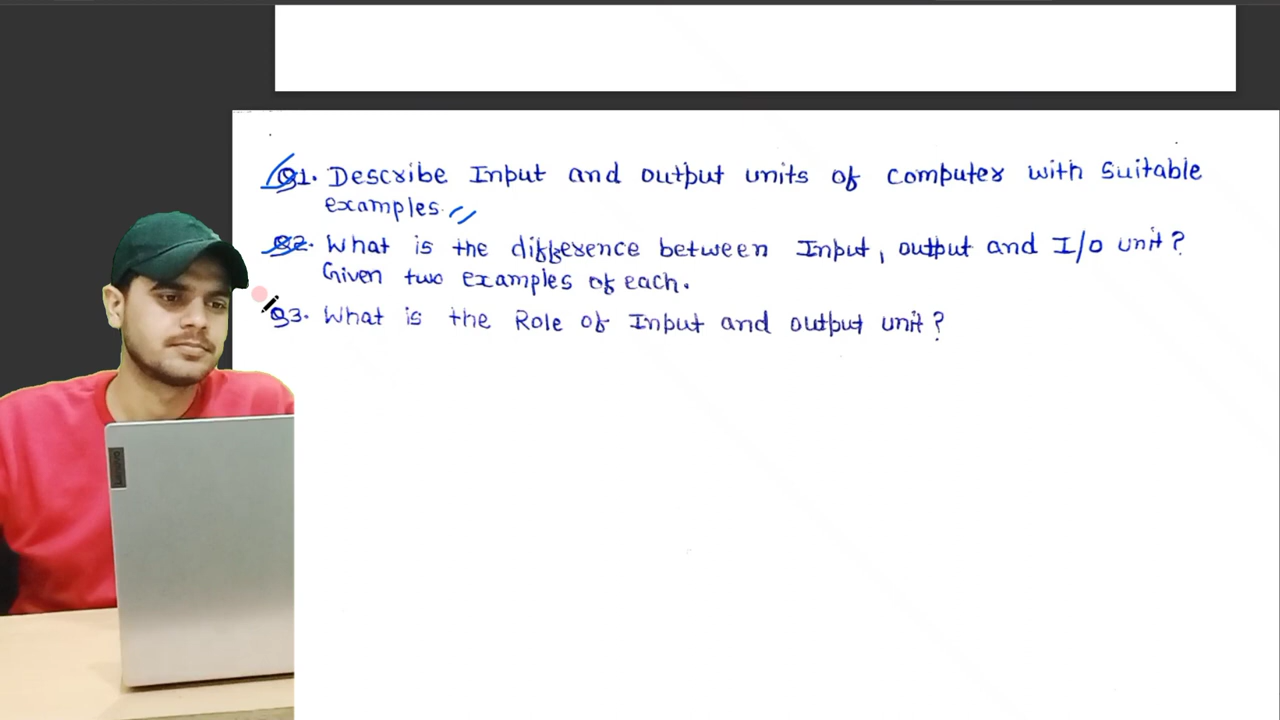 Q1. Describe Input and output units of computer with suitable
examples.
Q2. What is the difference between Input, output and I/O unit?
Given two examples of each.
Q3. What is the Role of Input and output unit?
lenovo